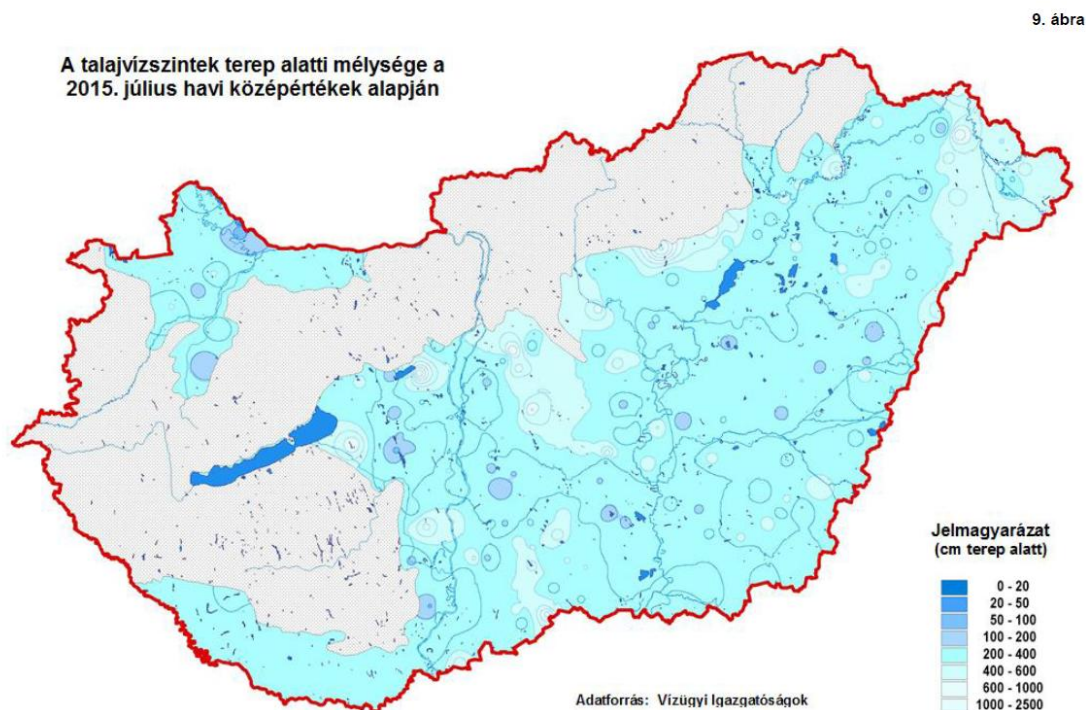 9. ábra
A talajvízszintek terep alatti mélysége a
2015. július havi középértékek alapján
Jelmagyarázat
(cm terep alatt)
0 - 20
20 - 50
50 - 100
100 - 200
200 - 400
400 - 600
600 - 1000
1000 - 2500
Adatforrás: Vízügyi Igazgatóságok